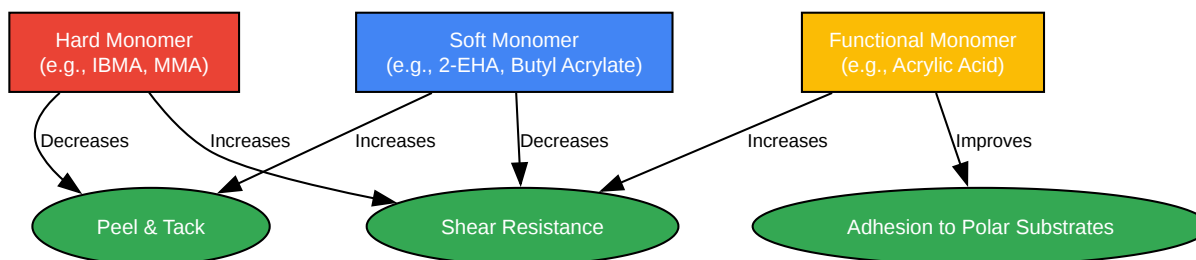 Hard Monomer
(e.g., IBMA, MMA)
Soft Monomer
(e.g., 2-EHA, Butyl Acrylate)
Functional Monomer
(e.g., Acrylic Acid)
Decreases
Increases
Increases
Decreases
Increases
Improves
Peel & Tack
Shear Resistance
Adhesion to Polar Substrates